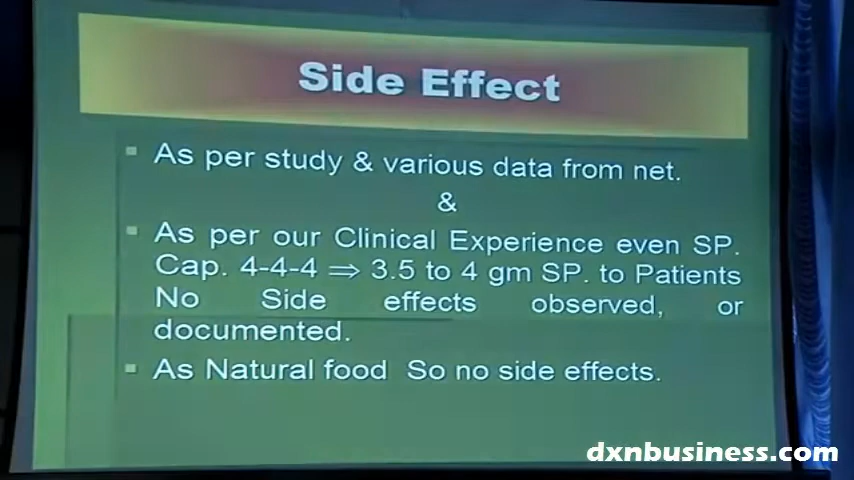 Side Effect
As per study & various data from net.
&
As per our Clinical Experience even SP.
Cap. 4-4-4 ⇒ 3.5 to 4 gm SP. to Patients
No Side effects observed, or
documented.
As Natural food So no side effects.
dxnbusiness.com